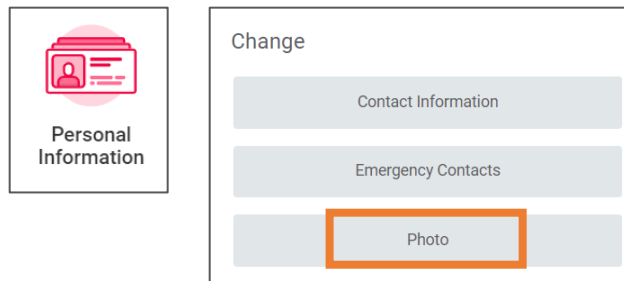 Personal
Information
Change
Contact Information
Emergency Contacts
Photo